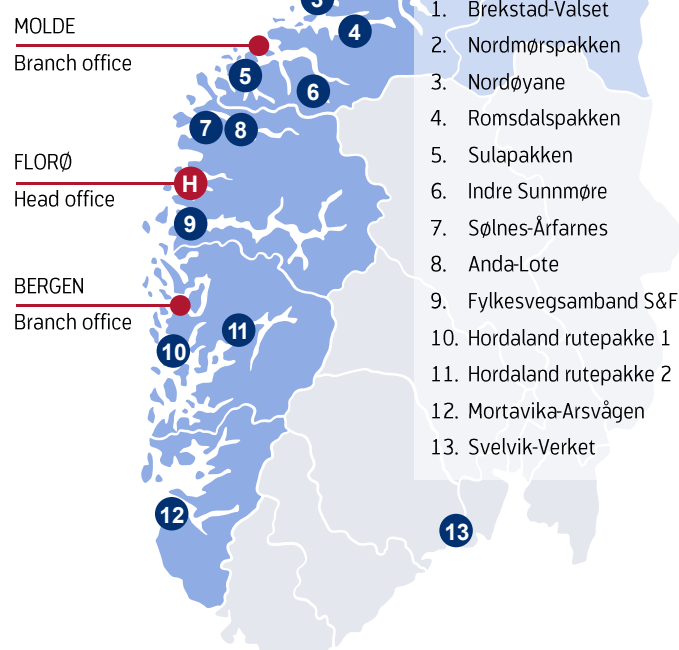 MOLDE
Branch office
FLORØ
Head office
BERGEN
Branch office
3
4
5
6
7
8
H
9
10
11
12
13
1. Brekstad-Valset
2. Nordmørspakken
3. Nordøyane
4. Romsdalspakken
5. Sulapakken
6. Indre Sunnmøre
7. Sølnes-Årfarnes
8. Anda-Lote
9. Fylkesvegsamband S&F
10. Hordaland rutepakke 1
11. Hordaland rutepakke 2
12. Mortavika-Arsvågen
13. Svelvik-Verket